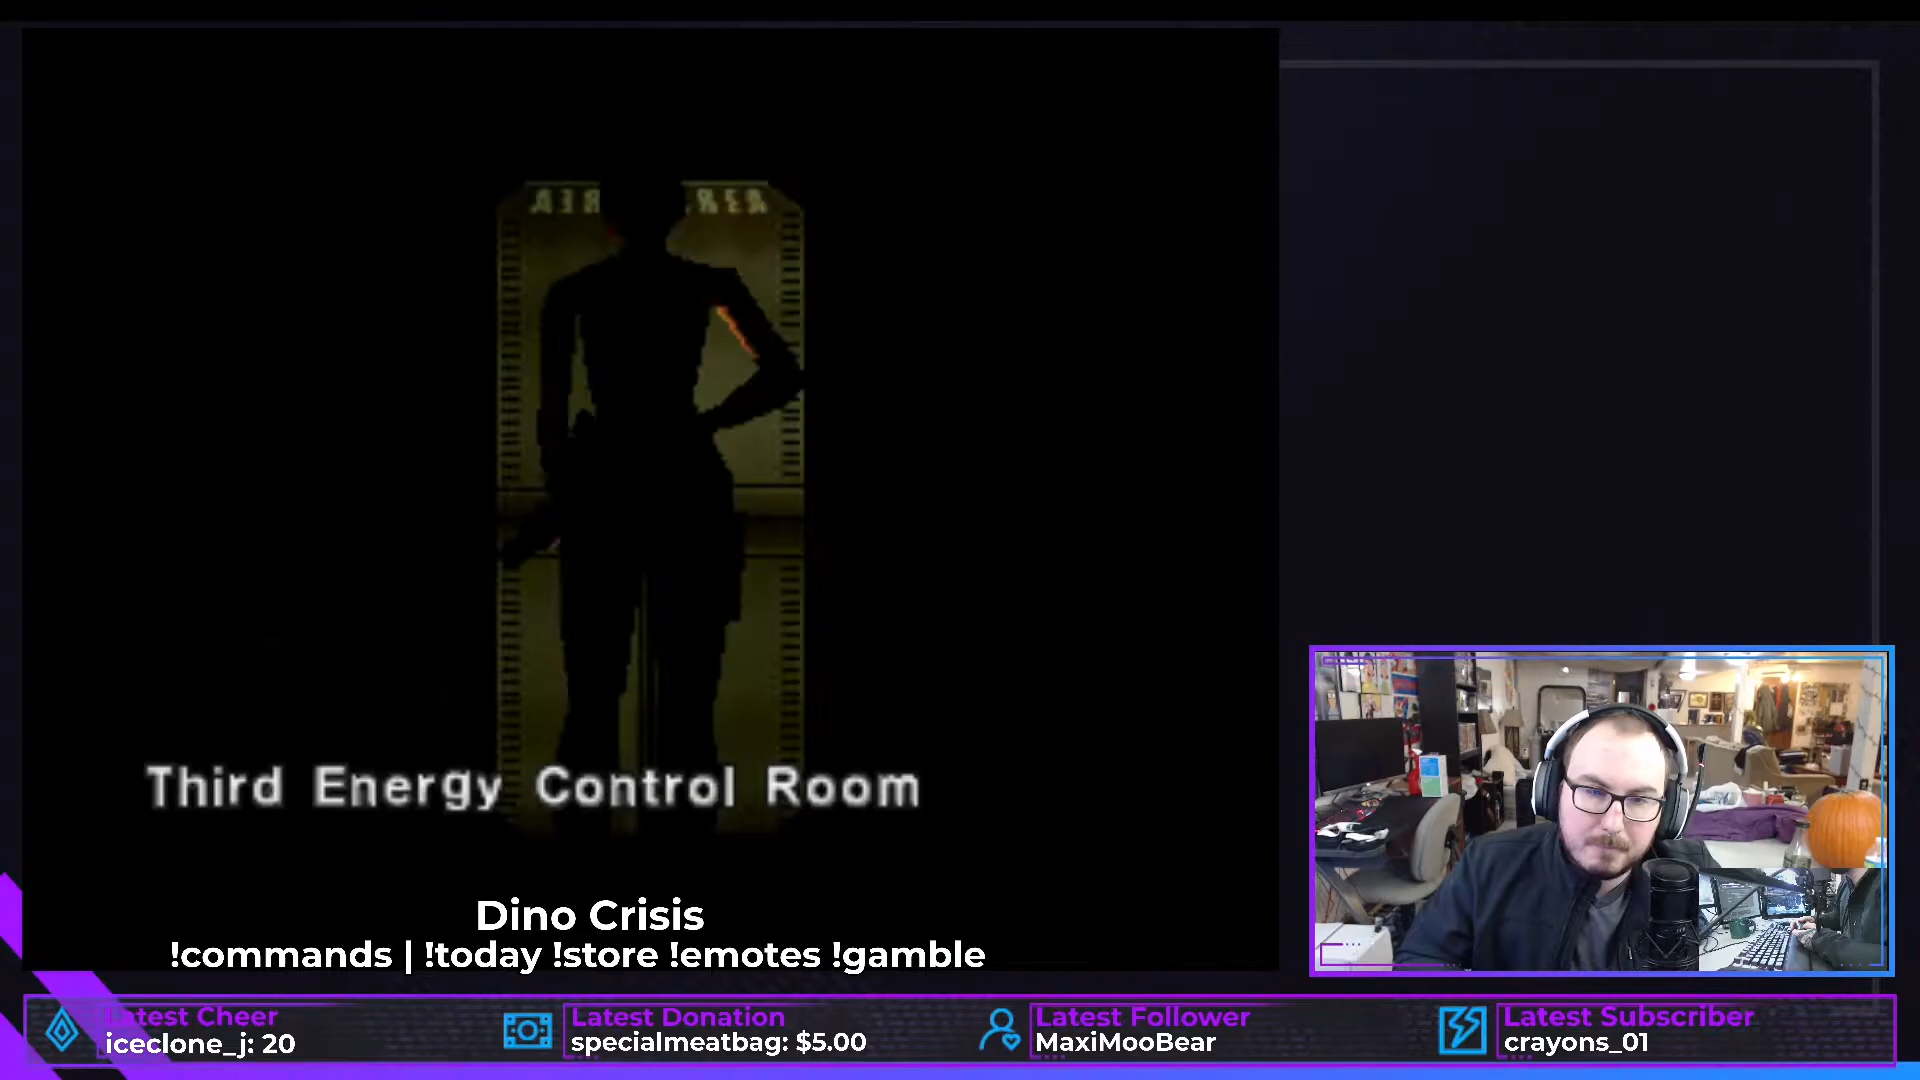 Third Energy Control Room
Dino Crisis
!commands | !today !store !emotes !gamble
Latest Cheer
iceclone_j: 20
Latest Donation
specialmeatbag: $5.00
Latest Follower
MaxiMooBear
Latest Subscriber
crayons_01